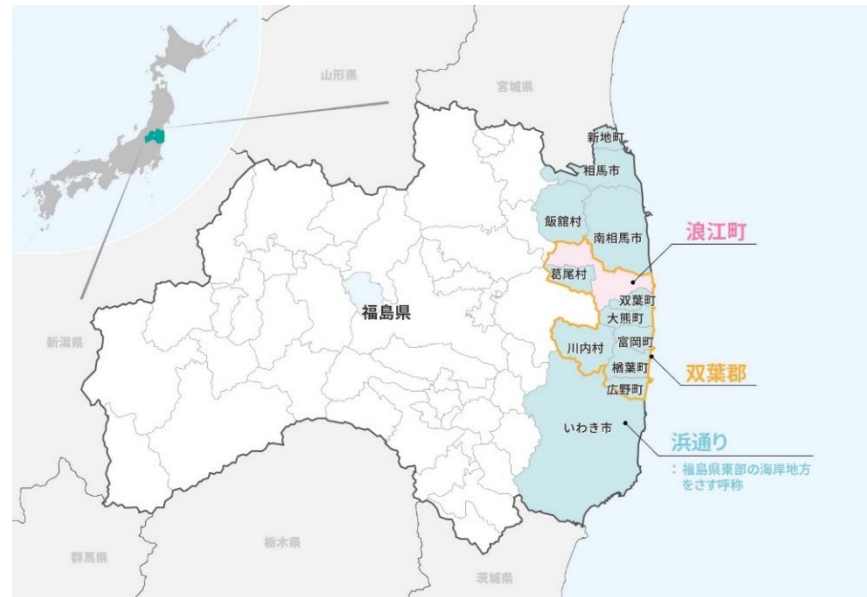 山形県
宮城県
新地町
相馬市
飯舘村
南相馬市
浪江町
葛尾村
双葉町
大熊町
福島県
新潟県
富岡町
川内村
双葉郡
楢葉町
広野町
いわき市
浜通り
：福島県東部の海岸地方
をさす呼称
栃木県
群馬県
茨城県